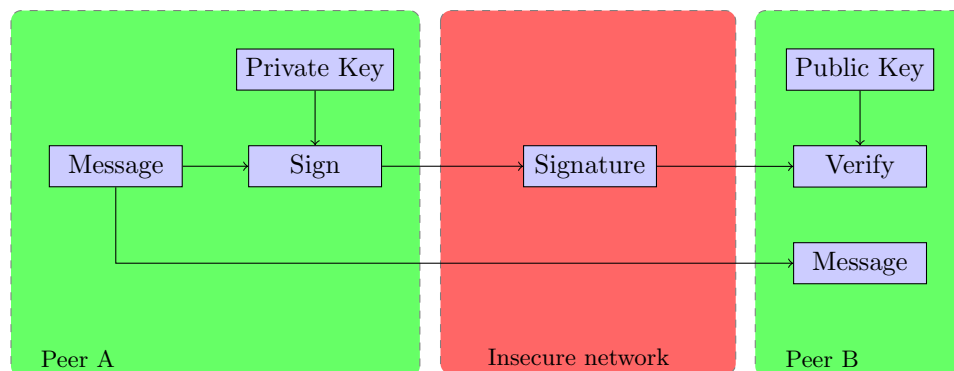 Private Key
Public Key
Message
Sign
Signature
Verify
Message
Peer A
Insecure network
Peer B